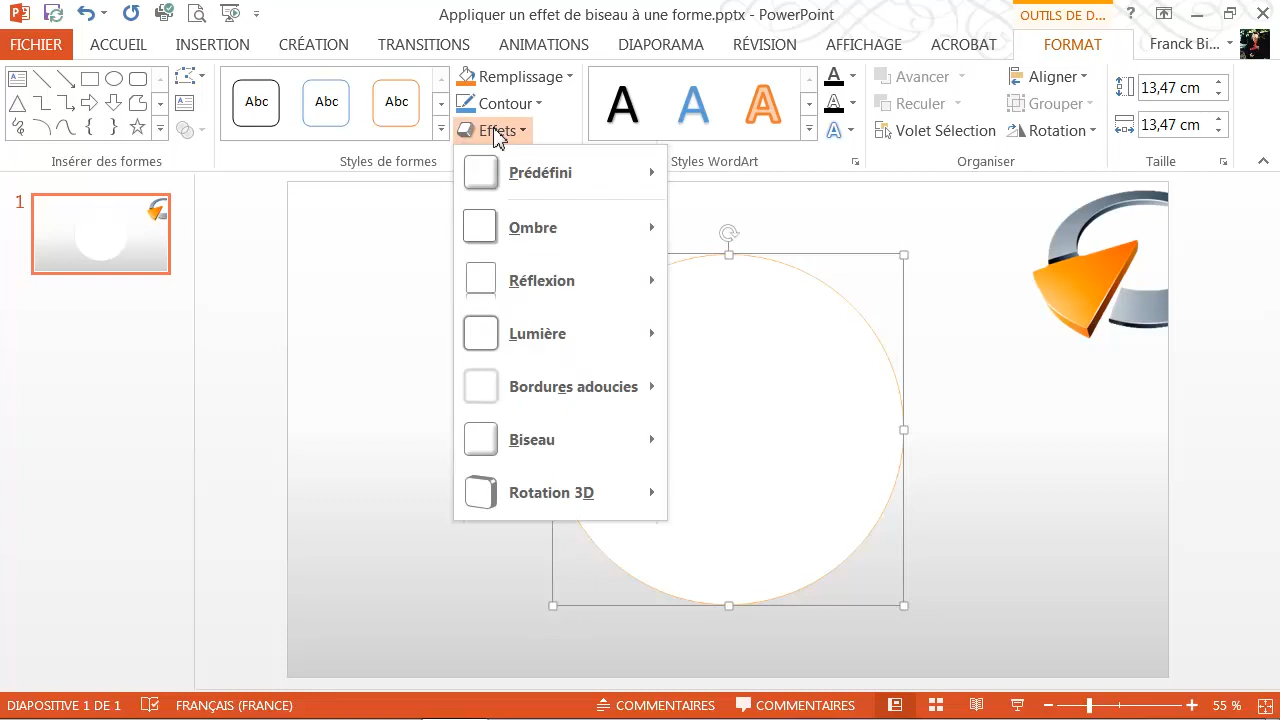 Appliquer un effet de biseau à une forme.pptx - PowerPoint
OUTILS DE D...
?
FICHIER ACCUEIL INSERTION CRÉATION TRANSITIONS ANIMATIONS DIAPORAMA RÉVISION AFFICHAGE ACROBAT FORMAT Franck Bi...
Abc Abc Abc
Remplissage
Contour
Effets
A A A
A
A
A
Avancer
Reculer
Volet Sélection
Aligner
Grouper
Rotation
13,47 cm
13,47 cm
Insérer des formes Styles de formes Styles WordArt Organiser Taille
1
Prédéfini
Ombre
Réflexion
Lumière
Bordures adoucies
Biseau
Rotation 3D
DIAPOSITIVE 1 DE 1 FRANÇAIS (FRANCE) COMMENTAIRES COMMENTAIRES 55 %